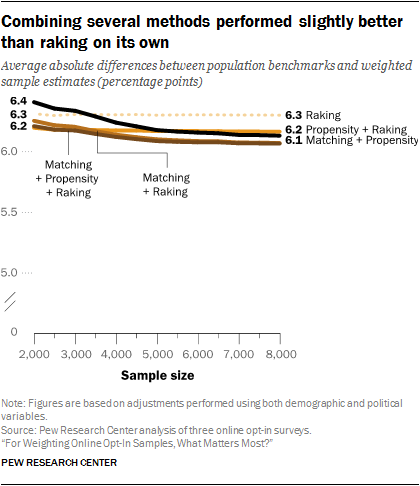 Combining several methods performed slightly better
than raking on its own
Average absolute differences between population benchmarks and weighted
sample estimates (percentage points)
6.4
6.3
6.2
6.3 Raking
6.2 Propensity + Raking
6.1 Matching + Propensity
6.0
Matching
+ Propensity
+ Raking
Matching
+ Raking
5.5
5.0
0
2,000 3,000 4,000 5,000 6,000 7,000 8,000
Sample size
Note: Figures are based on adjustments performed using both demographic and political
variables.
Source: Pew Research Center analysis of three online opt-in surveys.
“For Weighting Online Opt-In Samples, What Matters Most?”
PEW RESEARCH CENTER